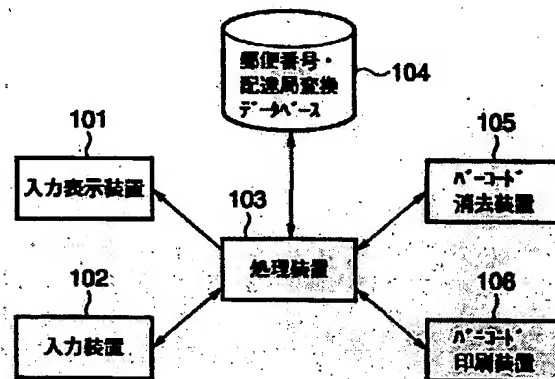 郵便番号・
配達局変換
データベース
104
101
入力表示装置
105
バーコード
消去装置
103
処理装置
102
入力装置
106
バーコード
印刷装置